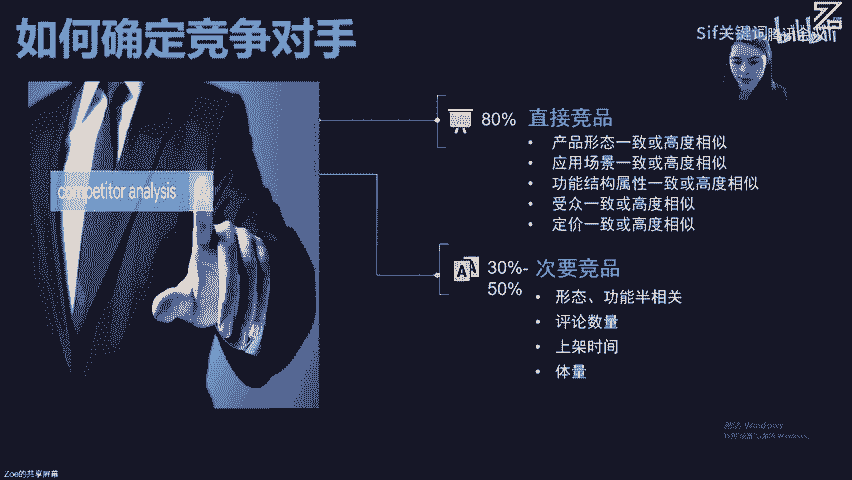 如何确定竞争对手
Sif关键词
bilibili
competitor analysis
80%
直接竞品
• 产品形态一致或高度相似
• 应用场景一致或高度相似
• 功能结构属性一致或高度相似
• 受众一致或高度相似
• 定价一致或高度相似
A
30%-
50%
次要竞品
• 形态、功能半相关
• 评论数量
• 上架时间
• 体量
激活 Windows
Zoe的共享屏幕